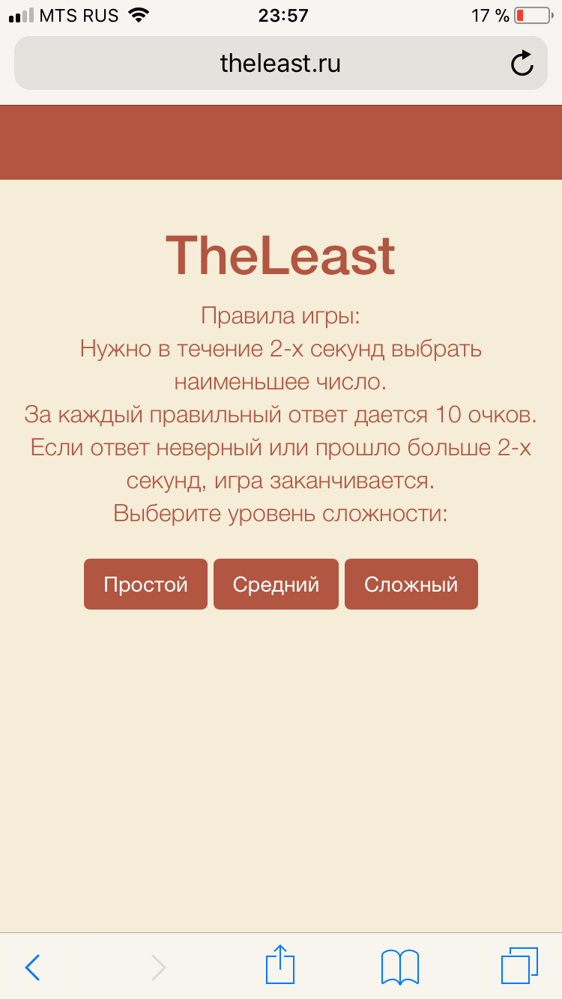 MTS RUS 23:57 17 %
theleast.ru
TheLeast
Правила игры:
Нужно в течение 2-х секунд выбрать
наименьшее число.
За каждый правильный ответ дается 10 очков.
Если ответ неверный или прошло больше 2-х
секунд, игра заканчивается.
Выберите уровень сложности:
Простой Средний Сложный